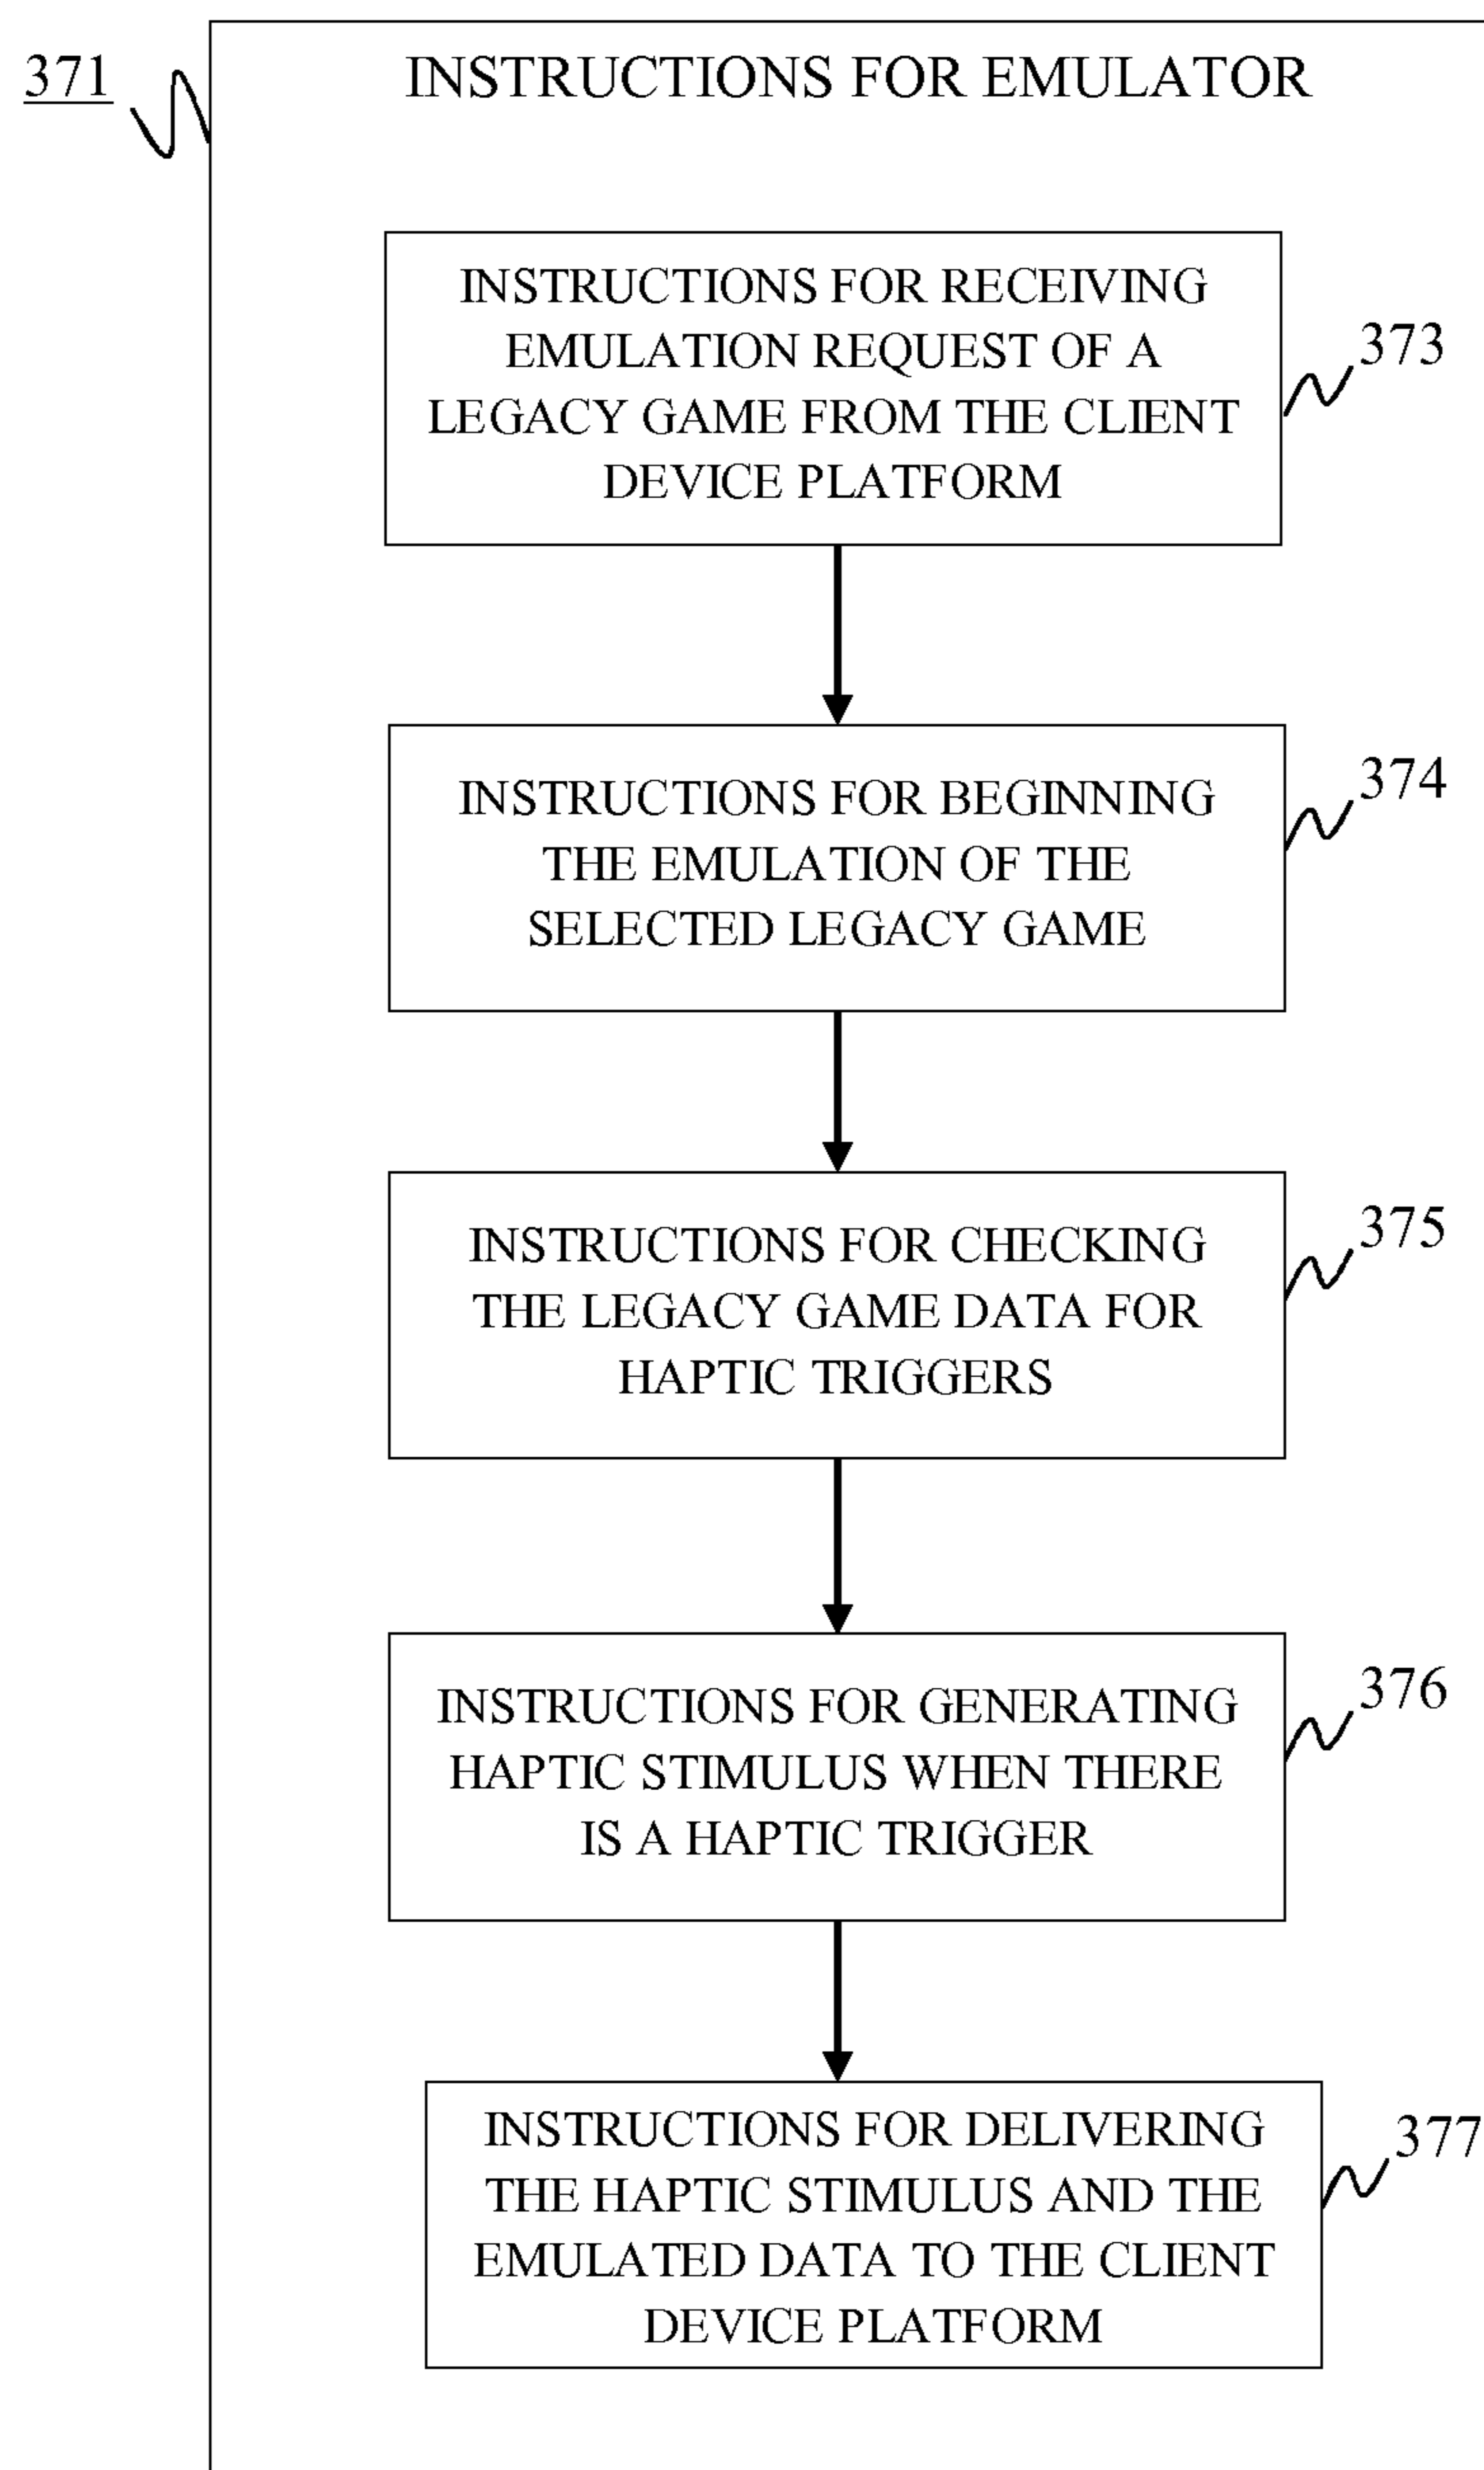 371
INSTRUCTIONS FOR EMULATOR
INSTRUCTIONS FOR RECEIVING
EMULATION REQUEST OF A
LEGACY GAME FROM THE CLIENT
DEVICE PLATFORM
373
INSTRUCTIONS FOR BEGINNING
THE EMULATION OF THE
SELECTED LEGACY GAME
374
INSTRUCTIONS FOR CHECKING
THE LEGACY GAME DATA FOR
HAPTIC TRIGGERS
375
INSTRUCTIONS FOR GENERATING
HAPTIC STIMULUS WHEN THERE
IS A HAPTIC TRIGGER
376
INSTRUCTIONS FOR DELIVERING
THE HAPTIC STIMULUS AND THE
EMULATED DATA TO THE CLIENT
DEVICE PLATFORM
377